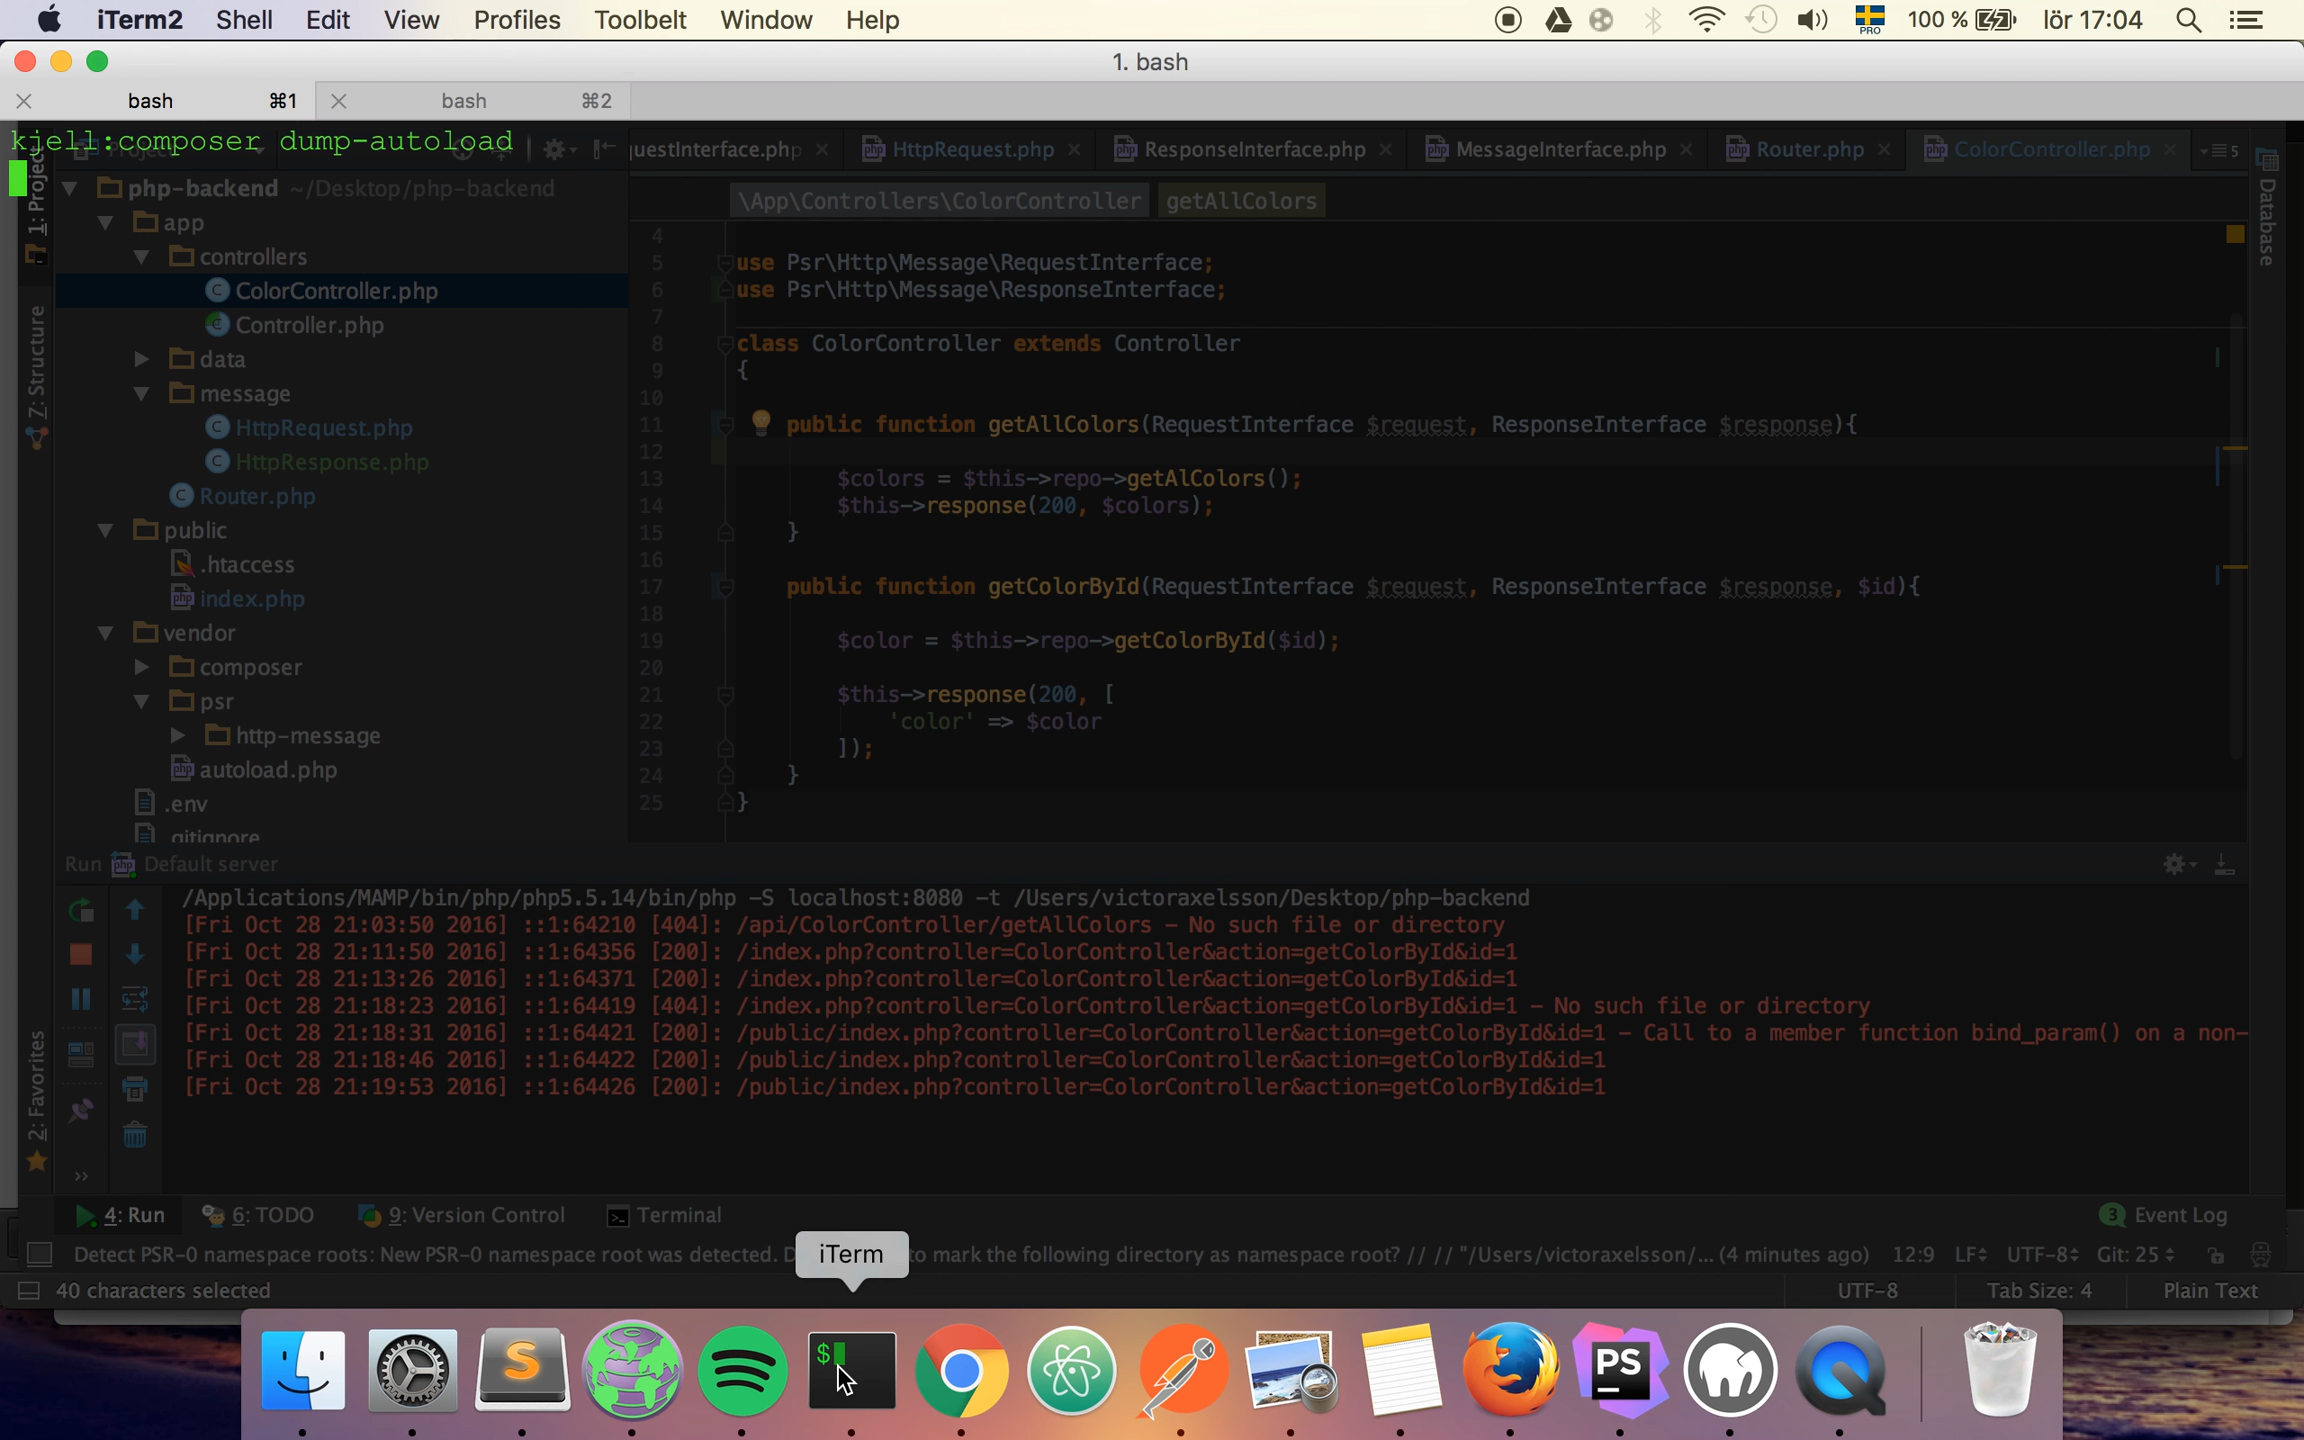 iTerm2 Shell Edit View Profiles Toolbelt Window Help PRO 100 % lör 17:04
1. bash
bash ⌘1 bash ⌘2
kjell:composer dump-autoload
uestInterface.php HttpRequest.php ResponseInterface.php MessageInterface.php Router.php ColorController.php 5
1: Project
Z: Structure
2: Favorites
Database
php-backend ~/Desktop/php-backend
app
controllers
ColorController.php
Controller.php
data
message
HttpRequest.php
HttpResponse.php
Router.php
public
.htaccess
index.php
vendor
composer
psr
http-message
autoload.php
.env
.gitignore
\App\Controllers\ColorController getAllColors
4
5 use Psr\Http\Message\RequestInterface;
6 use Psr\Http\Message\ResponseInterface;
7
8 class ColorController extends Controller
9 {
10
11 public function getAllColors(RequestInterface $request, ResponseInterface $response){
12
13 $colors = $this->repo->getAlColors();
14 $this->response(200, $colors);
15 }
16
17 public function getColorById(RequestInterface $request, ResponseInterface $response, $id){
18
19 $color = $this->repo->getColorById($id);
20
21 $this->response(200, [
22 'color' => $color
23 ]);
24 }
25 }
Run Default server
/Applications/MAMP/bin/php/php5.5.14/bin/php -S localhost:8080 -t /Users/victoraxelsson/Desktop/php-backend
[Fri Oct 28 21:03:50 2016] ::1:64210 [404]: /api/ColorController/getAllColors - No such file or directory
[Fri Oct 28 21:11:50 2016] ::1:64356 [200]: /index.php?controller=ColorController&action=getColorById&id=1
[Fri Oct 28 21:13:26 2016] ::1:64371 [200]: /index.php?controller=ColorController&action=getColorById&id=1
[Fri Oct 28 21:18:23 2016] ::1:64419 [404]: /index.php?controller=ColorController&action=getColorById&id=1 - No such file or directory
[Fri Oct 28 21:18:31 2016] ::1:64421 [200]: /public/index.php?controller=ColorController&action=getColorById&id=1 - Call to a member function bind_param() on a non-
[Fri Oct 28 21:18:46 2016] ::1:64422 [200]: /public/index.php?controller=ColorController&action=getColorById&id=1
[Fri Oct 28 21:19:53 2016] ::1:64426 [200]: /public/index.php?controller=ColorController&action=getColorById&id=1
4: Run 6: TODO 9: Version Control Terminal 3 Event Log
iTerm
Detect PSR-0 namespace roots: New PSR-0 namespace root was detected. D to mark the following directory as namespace root? // // "/Users/victoraxelsson/... (4 minutes ago) 12:9 LF UTF-8 Git: 25
40 characters selected UTF-8 Tab Size: 4 Plain Text
S $ PS